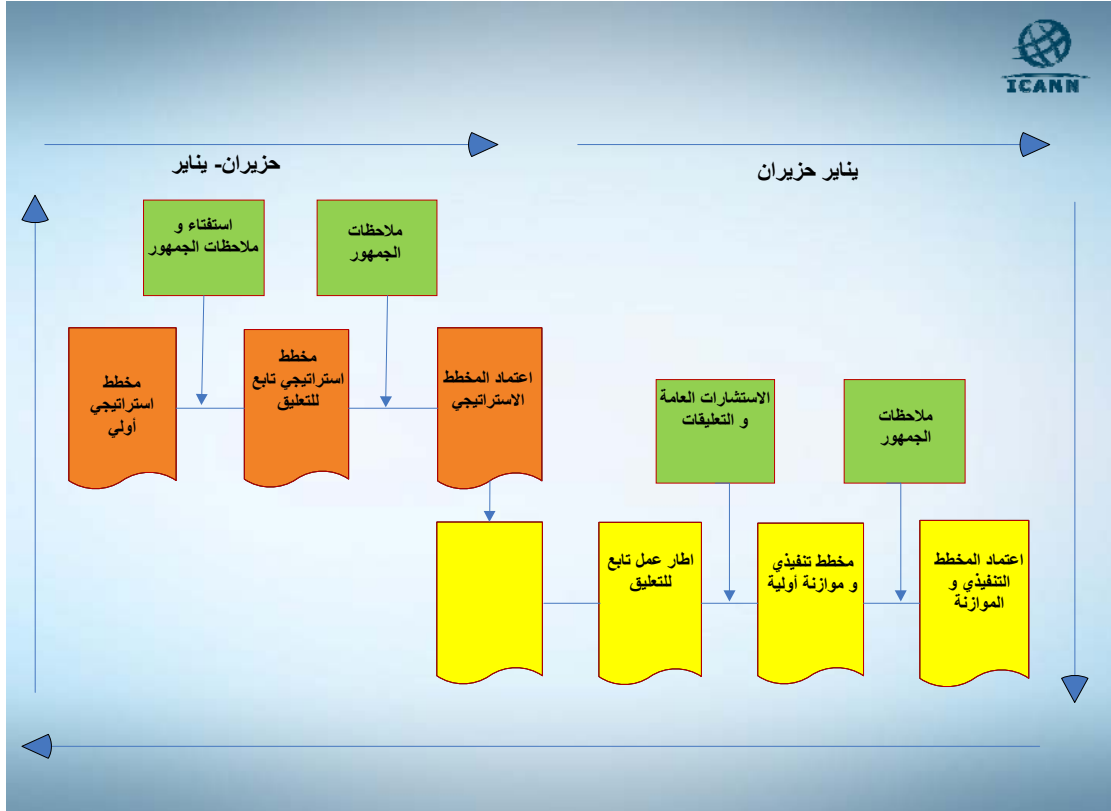 ICANN
حزيران- يناير
يناير حزيران
استفتاء و
ملاحظات الجمهور
ملاحظات
الجمهور
مخطط
استراتيجي
أولي
مخطط
استراتيجي تابع
للتعليق
اعتماد المخطط
الاستراتيجي
الاستشارات العامة
و التعليقات
ملاحظات
الجمهور
اطار عمل تابع
للتعليق
مخطط تنفيذي
و موازنة أولية
اعتماد المخطط
التنفيذي و
الموازنة